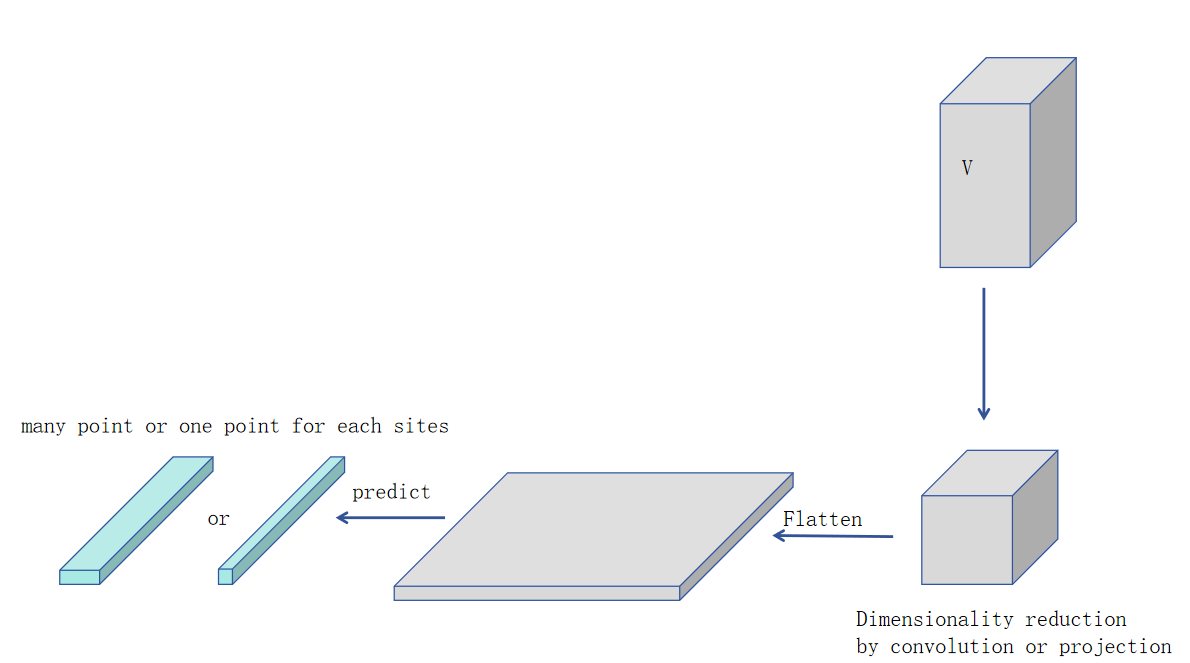 V
many point or one point for each sites
predict
or
Flatten
Dimensionality reduction
by convolution or projection